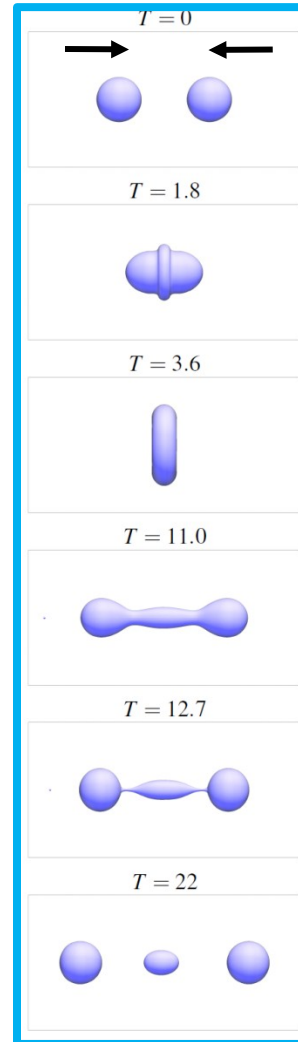 T = 0
T = 1.8
T = 3.6
T = 11.0
T = 12.7
T = 22